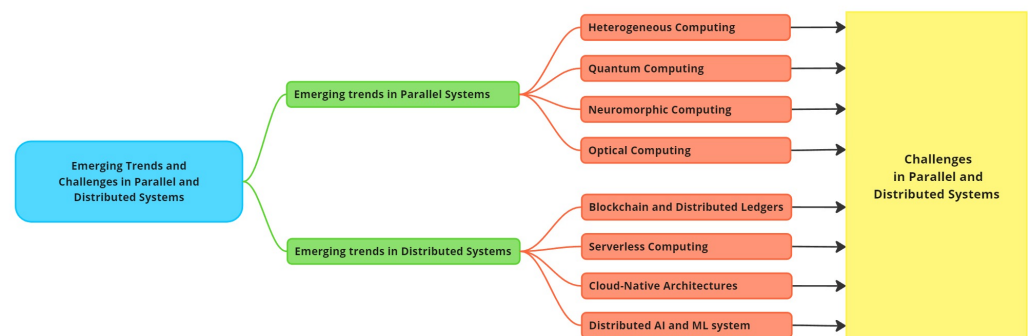 Emerging Trends and
Challenges in Parallel and
Distributed Systems
Emerging trends in Parallel Systems
Heterogeneous Computing
Quantum Computing
Neuromorphic Computing
Optical Computing
Emerging trends in Distributed Systems
Blockchain and Distributed Ledgers
Serverless Computing
Cloud-Native Architectures
Distributed AI and ML system
Challenges
in Parallel and
Distributed Systems